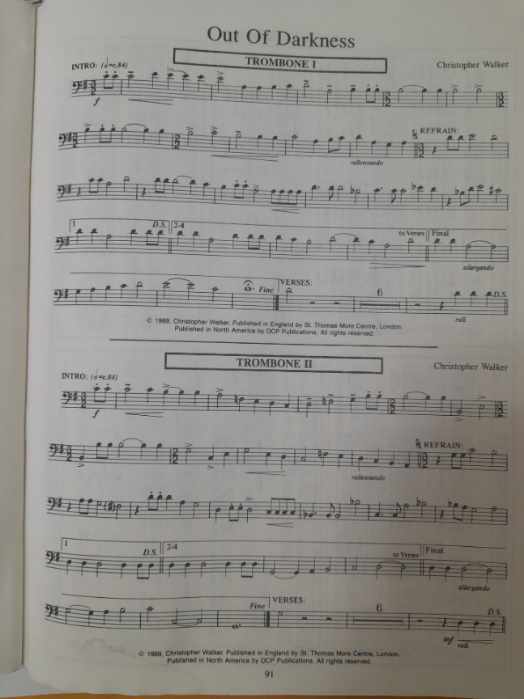 Out Of Darkness
TROMBONE I
Christopher Walker
INTRO:
f
REFRAIN:
rallentando
1 D.S. 2-4 to Verses Final
allargando
Fine VERSES: 6 D.S.
rall.
© 1989, Christopher Walker. Published in England by St. Thomas More Centre, London.
Published in North America by OCP Publications. All rights reserved.
TROMBONE II
Christopher Walker
INTRO:
f
REFRAIN:
rallentando
1 D.S. 2-4 to Verses Final
allargando
Fine VERSES: 6 D.S.
mf rall.
© 1989, Christopher Walker. Published in England by St. Thomas More Centre, London.
Published in North America by OCP Publications. All rights reserved.
91